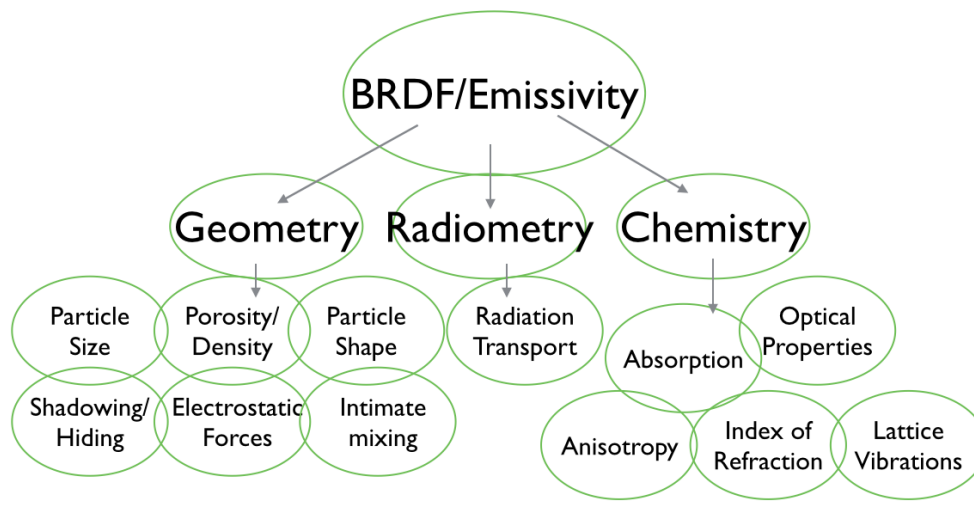 BRDF/Emissivity
Geometry
Radiometry
Chemistry
Particle
Size
Porosity/
Density
Particle
Shape
Radiation
Transport
Absorption
Optical
Properties
Shadowing/
Hiding
Electrostatic
Forces
Intimate
mixing
Anisotropy
Index of
Refraction
Lattice
Vibrations